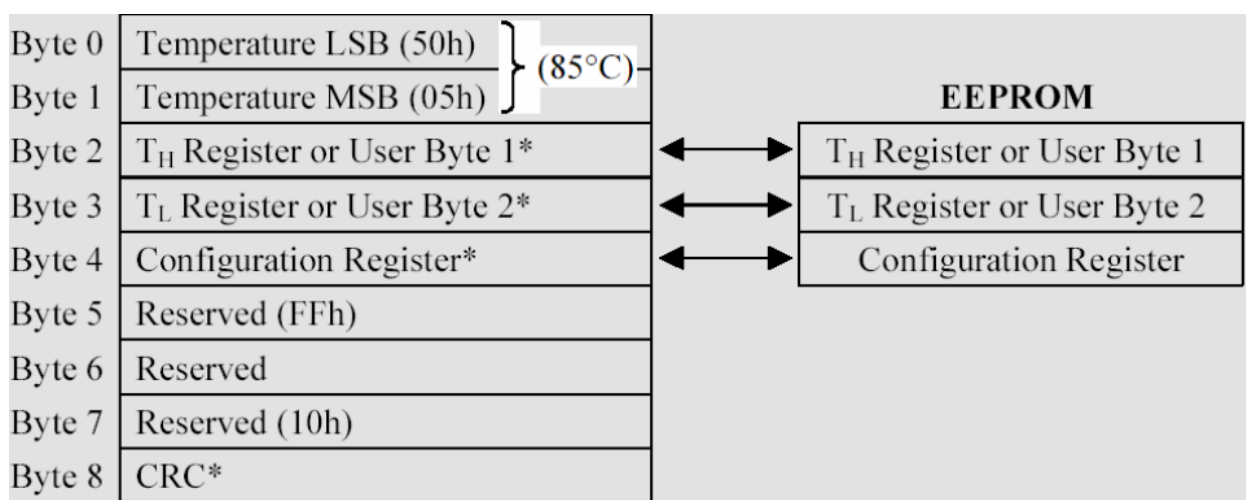 Byte 0 Temperature LSB (50h)
(85°C)
Byte 1 Temperature MSB (05h) EEPROM
Byte 2 TH Register or User Byte 1* TH Register or User Byte 1
Byte 3 TL Register or User Byte 2* TL Register or User Byte 2
Byte 4 Configuration Register* Configuration Register
Byte 5 Reserved (FFh)
Byte 6 Reserved
Byte 7 Reserved (10h)
Byte 8 CRC*